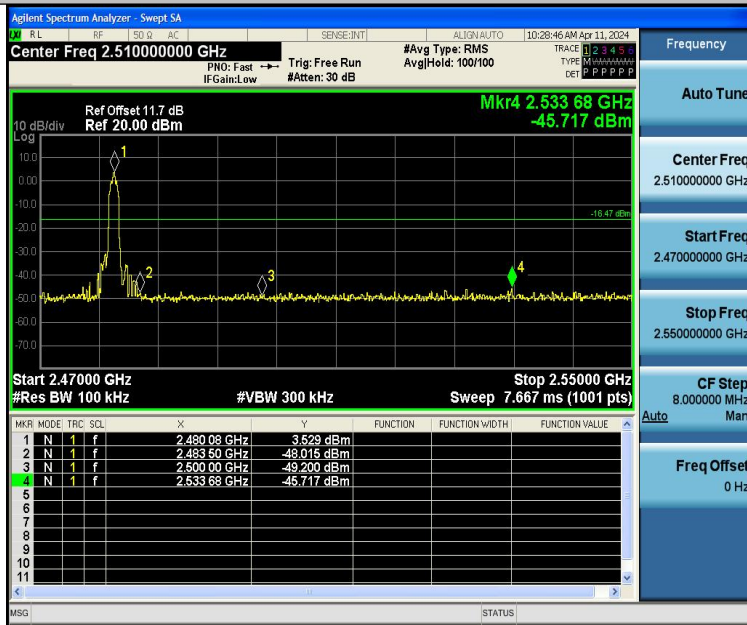 Agilent Spectrum Analyzer - Swept SA
LXI RL RF 50 Ω AC SENSE:INT ALIGN AUTO 10:28:46 AM Apr 11, 2024
Center Freq 2.510000000 GHz #Avg Type: RMS TRACE 1 2 3 4 5 6
PNO: Fast Trig: Free Run Avg|Hold: 100/100 TYPE M
IFGain:Low #Atten: 30 dB DET P P P P P P
Ref Offset 11.7 dB Mkr4 2.533 68 GHz
10 dB/div Ref 20.00 dBm -45.717 dBm
Log
10.0
0.00
-10.0
-20.0
-30.0
-40.0
-50.0
-60.0
-70.0
1
2
3
4
-16.47 dBm
Start 2.47000 GHz Stop 2.55000 GHz
#Res BW 100 kHz #VBW 300 kHz Sweep 7.667 ms (1001 pts)
MKR MODE TRC SCL X Y FUNCTION FUNCTION WIDTH FUNCTION VALUE
1 N 1 f 2.480 08 GHz 3.529 dBm
2 N 1 f 2.483 50 GHz -48.015 dBm
3 N 1 f 2.500 00 GHz -49.200 dBm
4 N 1 f 2.533 68 GHz -45.717 dBm
5
6
7
8
9
10
11
MSG STATUS
Frequency
Auto Tune
Center Freq
2.510000000 GHz
Start Freq
2.470000000 GHz
Stop Freq
2.550000000 GHz
CF Step
8.000000 MHz
Auto Man
Freq Offset
0 Hz